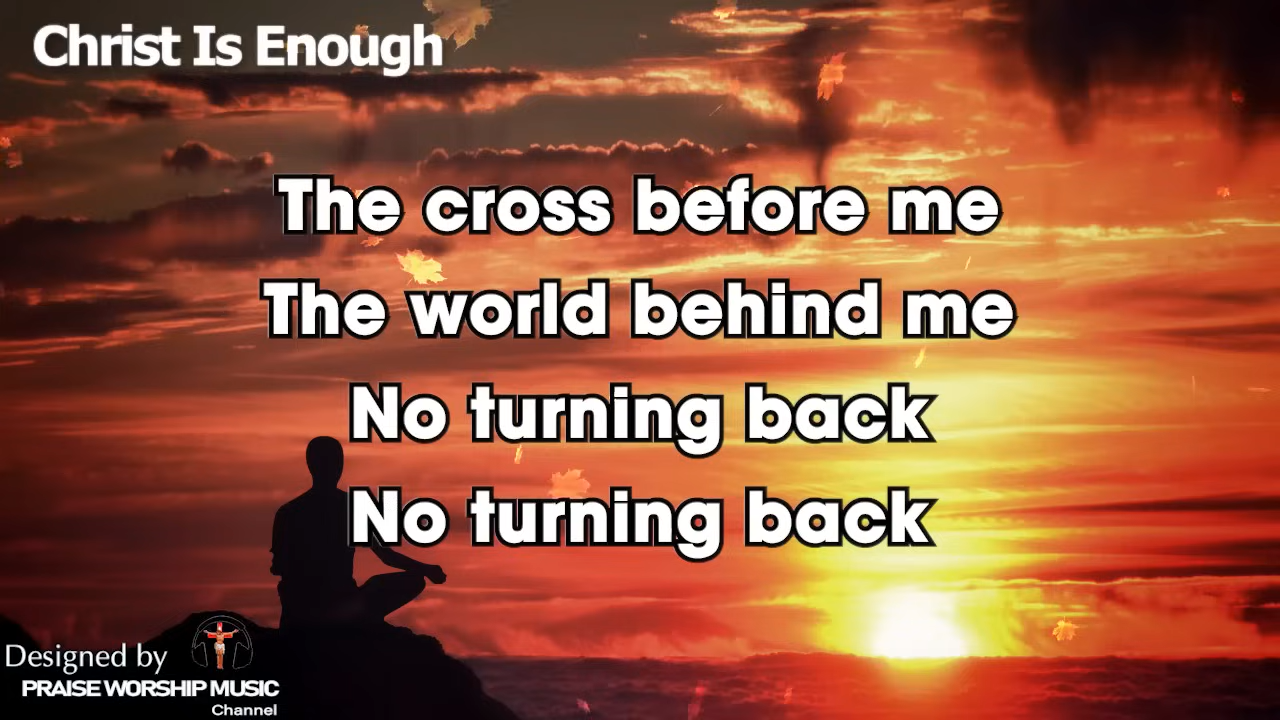 Christ Is Enough
The cross before me
The world behind me
No turning back
No turning back
Designed by
PRAISE WORSHIP MUSIC
Channel